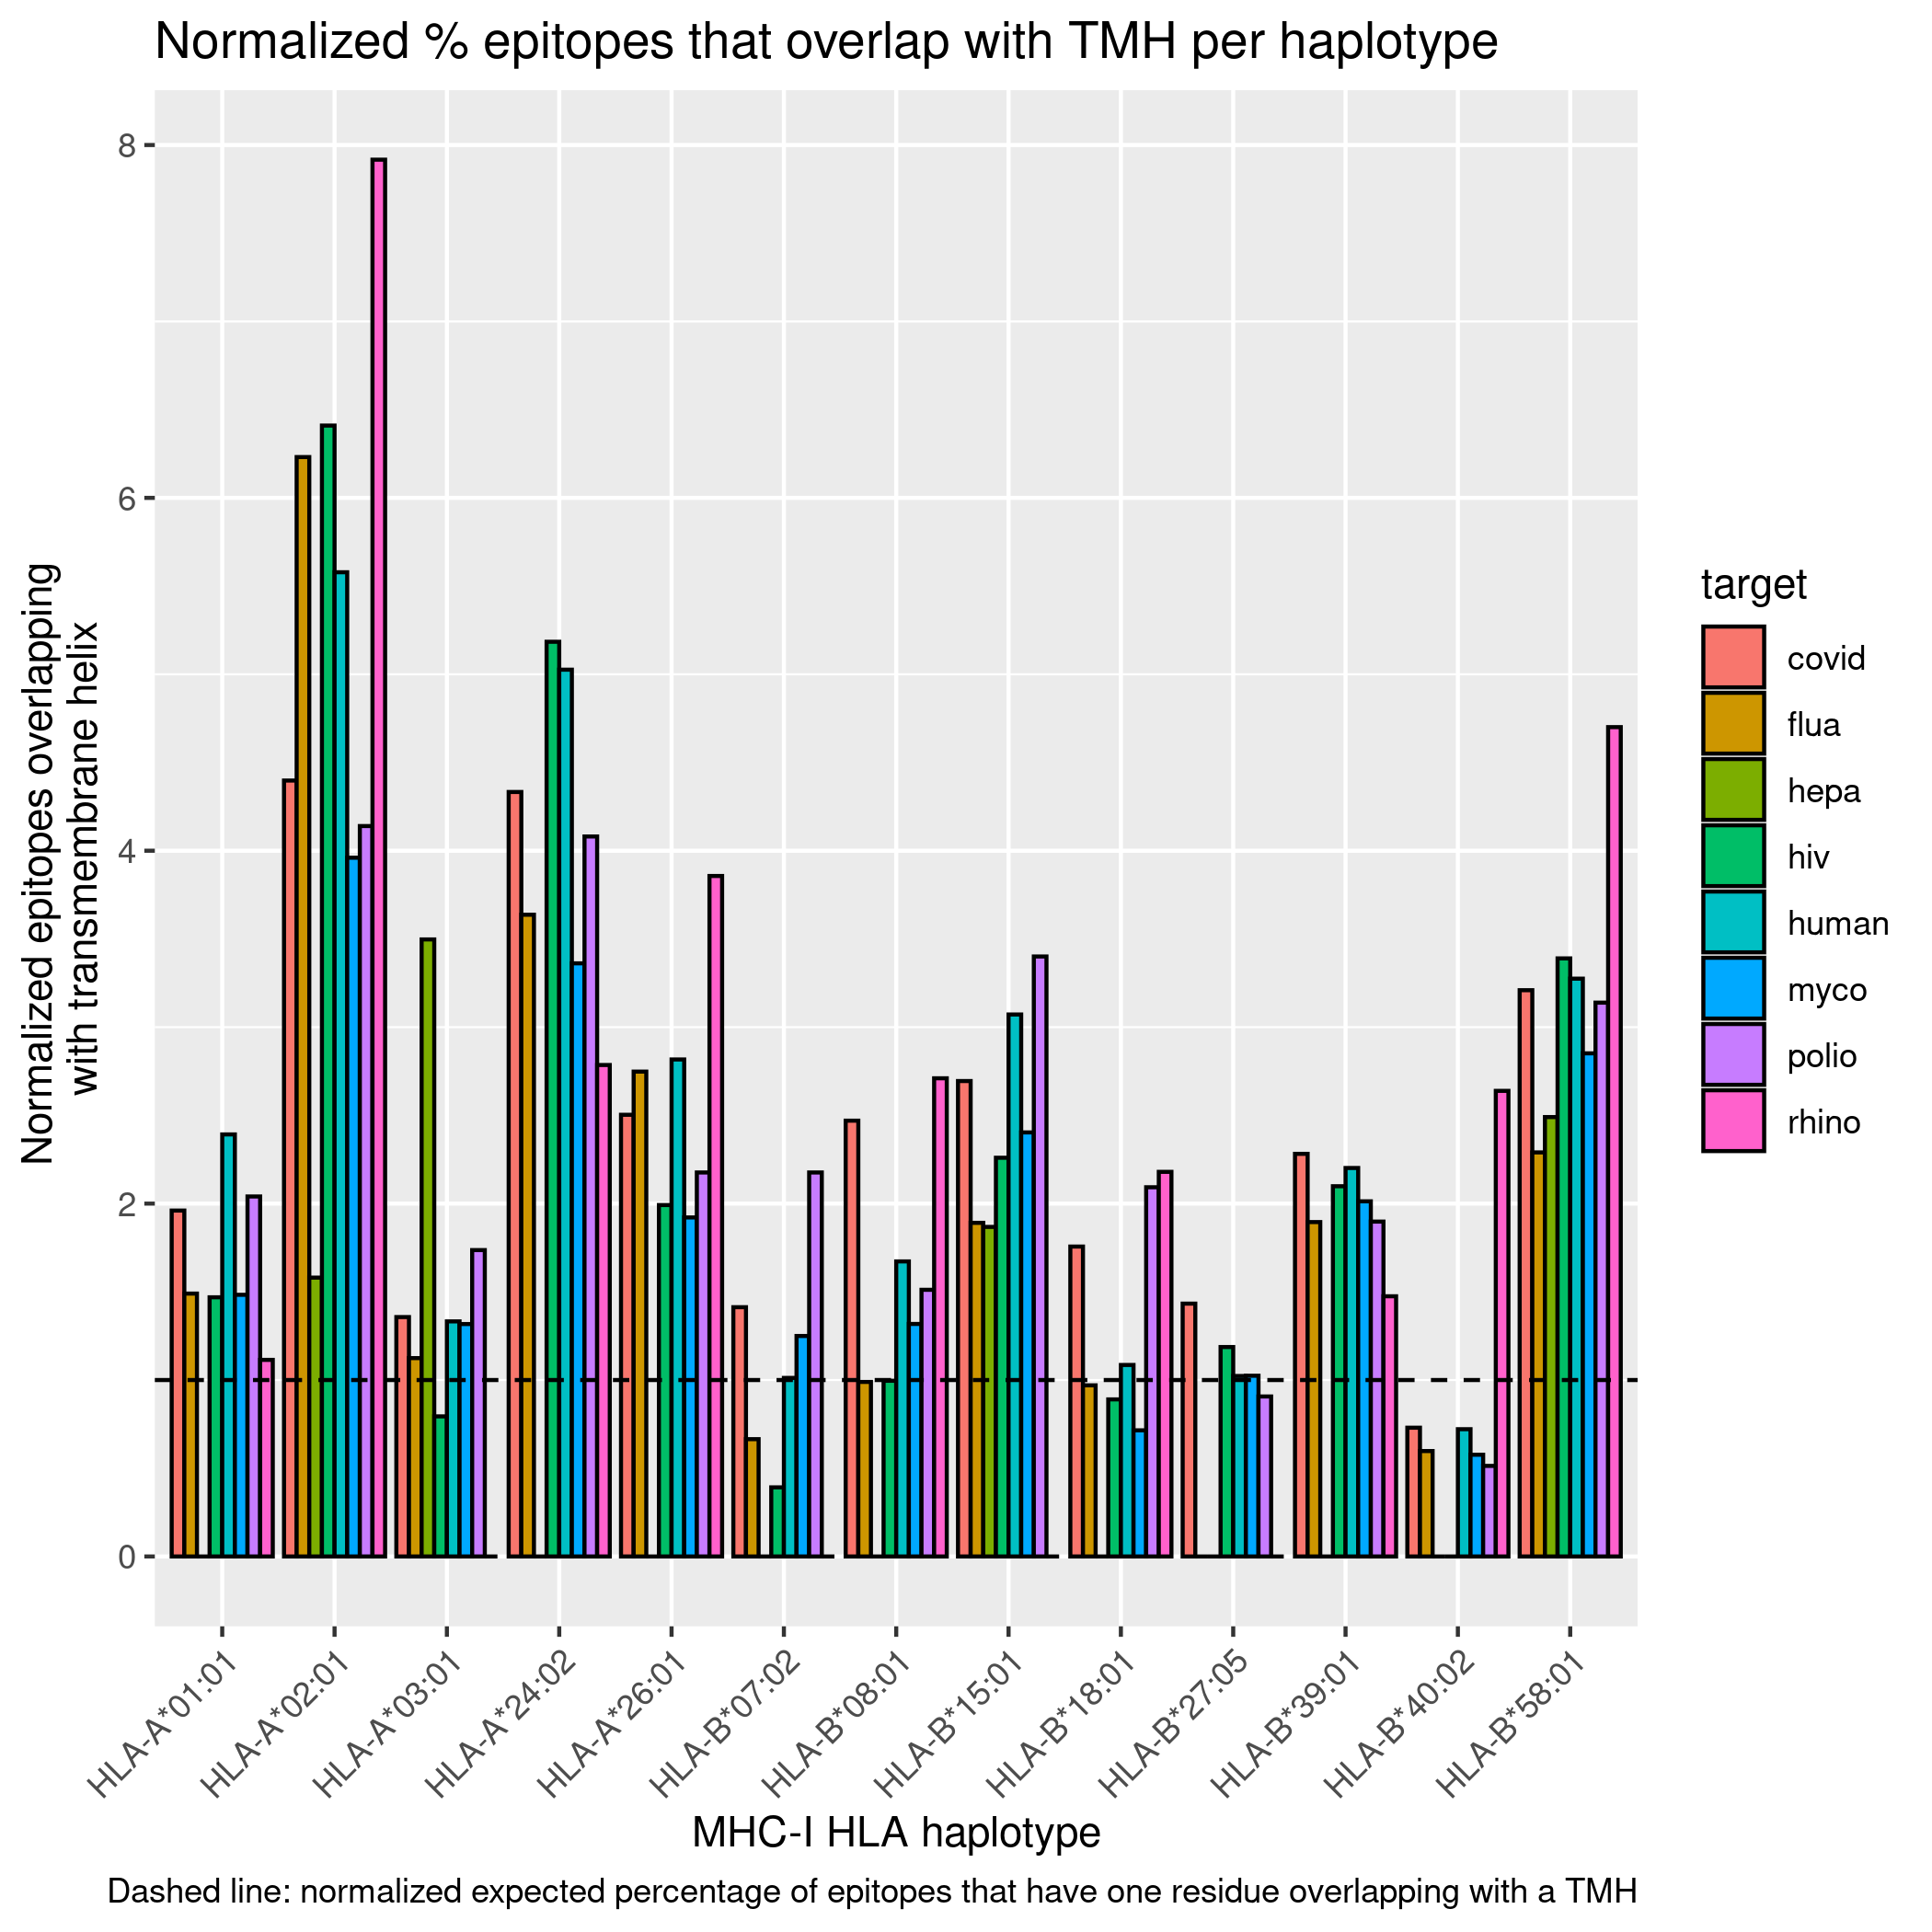 Normalized % epitopes that overlap with TMH per haplotype
Normalized epitopes overlapping
with transmembrane helix
8
6
4
2
0
HLA-A*01:01
HLA-A*02:01
HLA-A*03:01
HLA-A*24:02
HLA-A*26:01
HLA-B*07:02
HLA-B*08:01
HLA-B*15:01
HLA-B*18:01
HLA-B*27:05
HLA-B*39:01
HLA-B*40:02
HLA-B*58:01
MHC-I HLA haplotype
target
covid
flua
hepa
hiv
human
myco
polio
rhino
Dashed line: normalized expected percentage of epitopes that have one residue overlapping with a TMH